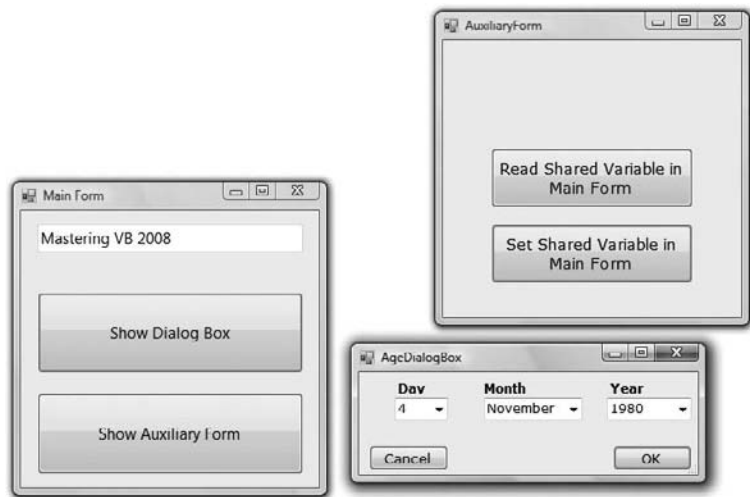 AuxiliaryForm
Read Shared Variable in
Main Form
Set Shared Variable in
Main Form
Main Form
Mastering VB 2008
Show Dialog Box
Show Auxiliary Form
AgeDialogBox
Day Month Year
4 November 1980
Cancel OK